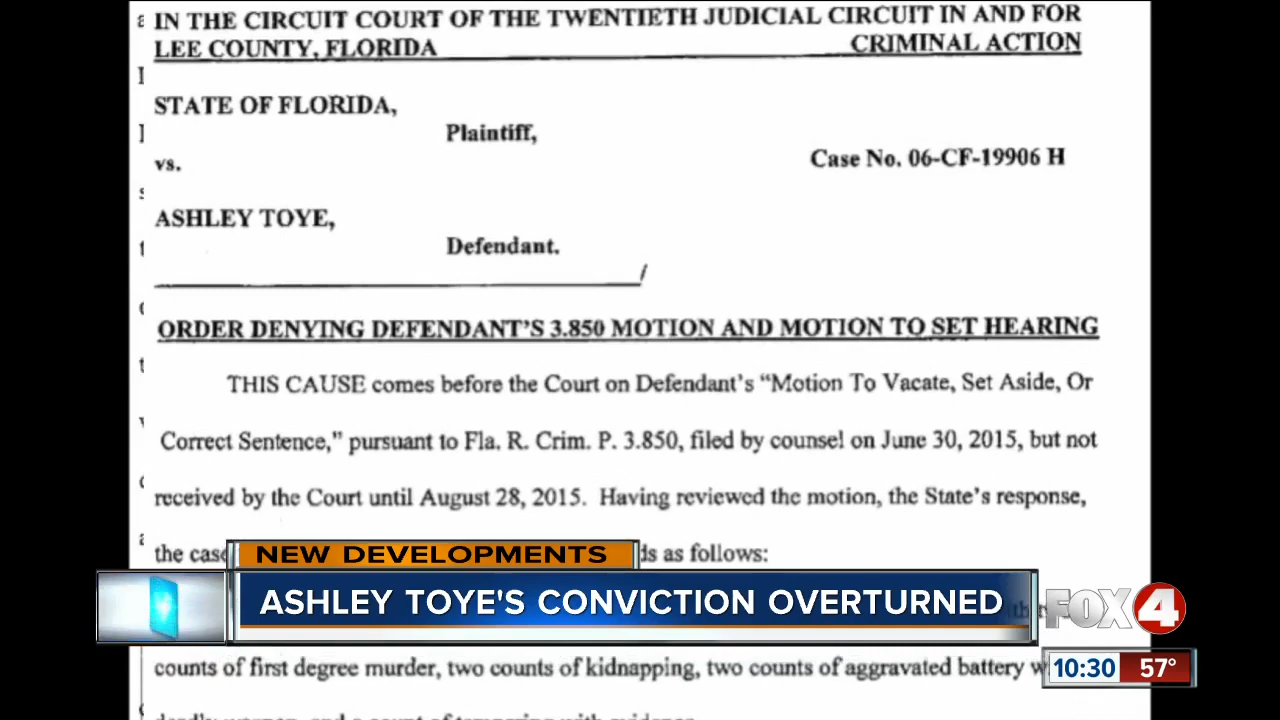 IN THE CIRCUIT COURT OF THE TWENTIETH JUDICIAL CIRCUIT IN AND FOR
LEE COUNTY, FLORIDA CRIMINAL ACTION
STATE OF FLORIDA,
Plaintiff,
vs.
Case No. 06-CF-19906 H
ASHLEY TOYE,
Defendant.
/
ORDER DENYING DEFENDANT'S 3.850 MOTION AND MOTION TO SET HEARING
THIS CAUSE comes before the Court on Defendant's “Motion To Vacate, Set Aside, Or
Correct Sentence,” pursuant to Fla. R. Crim. P. 3.850, filed by counsel on June 30, 2015, but not
received by the Court until August 28, 2015. Having reviewed the motion, the State's response,
the as follows:
NEW DEVELOPMENTS
ASHLEY TOYE'S CONVICTION OVERTURNED
FOX 4
counts of first degree murder, two counts of kidnapping, two counts of aggravated battery
10:30 57°